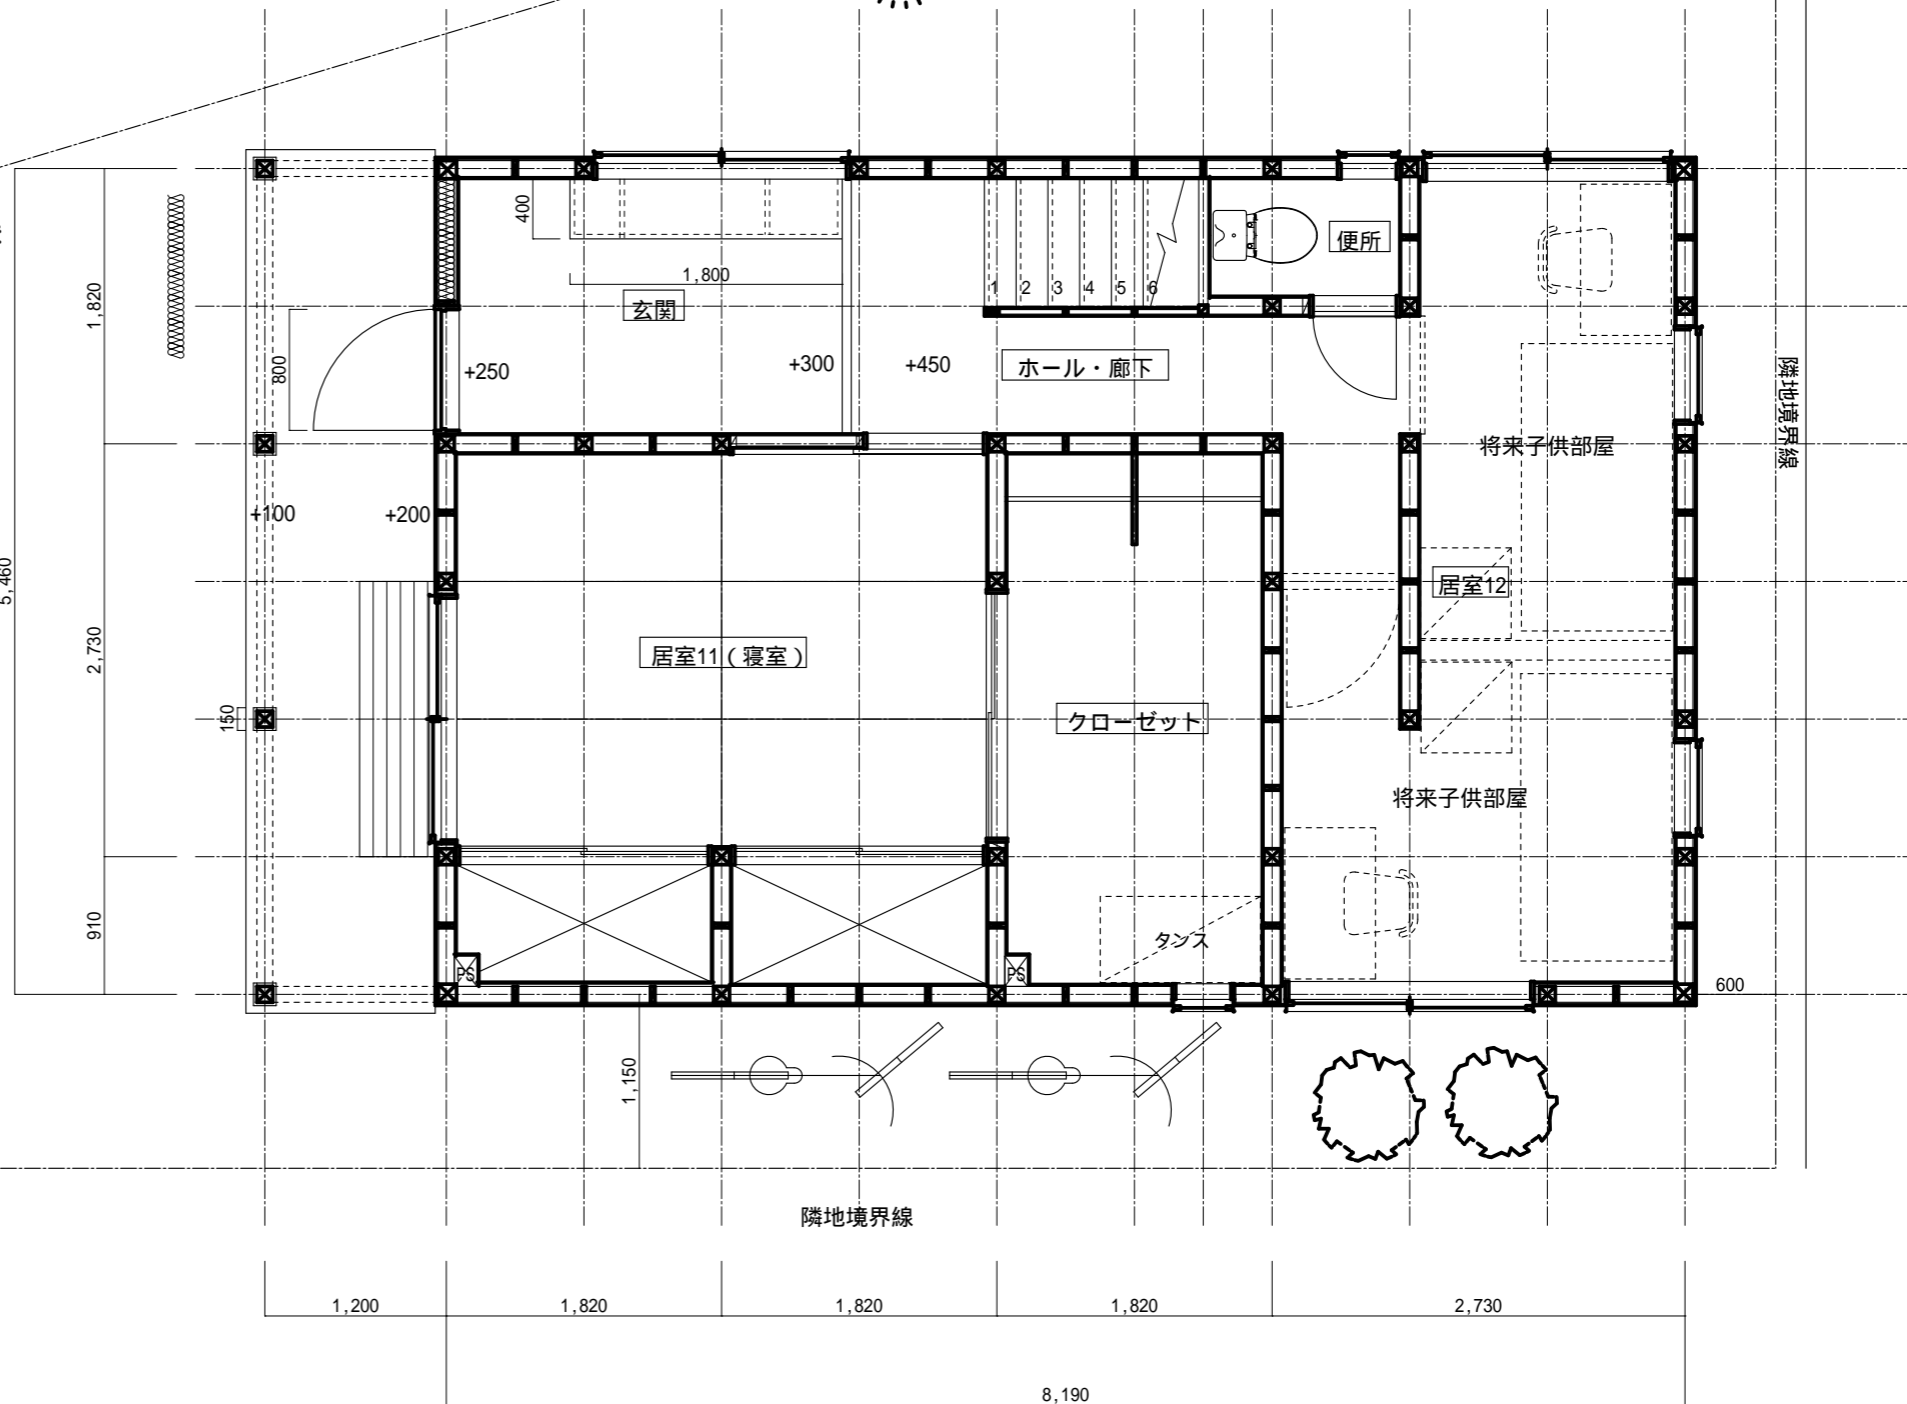 400
1,800
便所
1 2 3 4 5 6
玄関
1,820
800
+250
+300
+450
ホール・廊下
隣地境界線
将来子供部屋
+100
+200
5,460
居室12
2,730
居室11(寝室)
150
クローゼット
将来子供部屋
910
タンス
PS
PS
600
1,150
隣地境界線
1,200
1,820
1,820
1,820
2,730
8,190